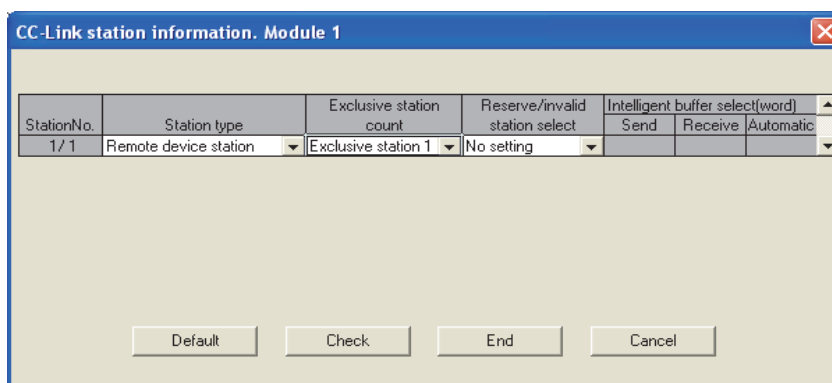 CC-Link station information. Module 1
Exclusive station Reserve/invalid Intelligent buffer select(word)
StationNo. Station type count station select Send Receive Automatic
1/1 Remote device station Exclusive station 1 No setting
Default Check End Cancel